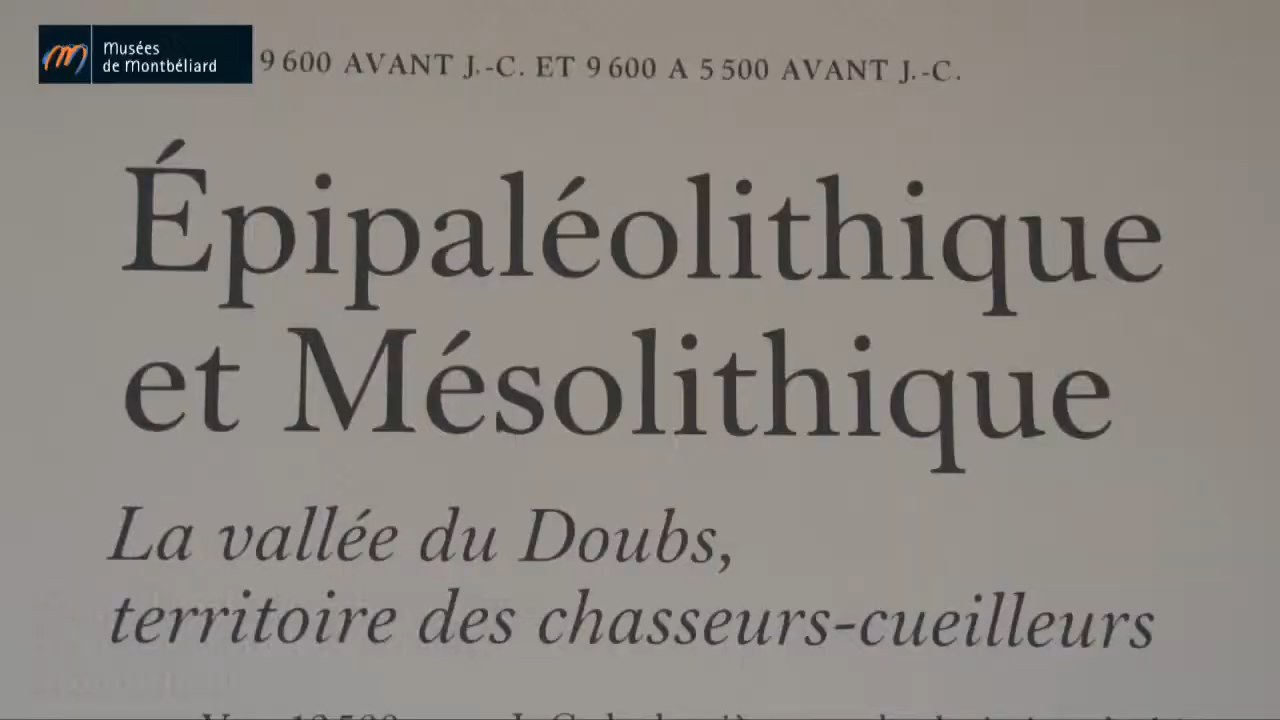 Musées
de Montbéliard
9 600 AVANT J.-C. ET 9 600 A 5 500 AVANT J.-C.
Épipaléolithique
et Mésolithique
La vallée du Doubs,
territoire des chasseurs-cueilleurs